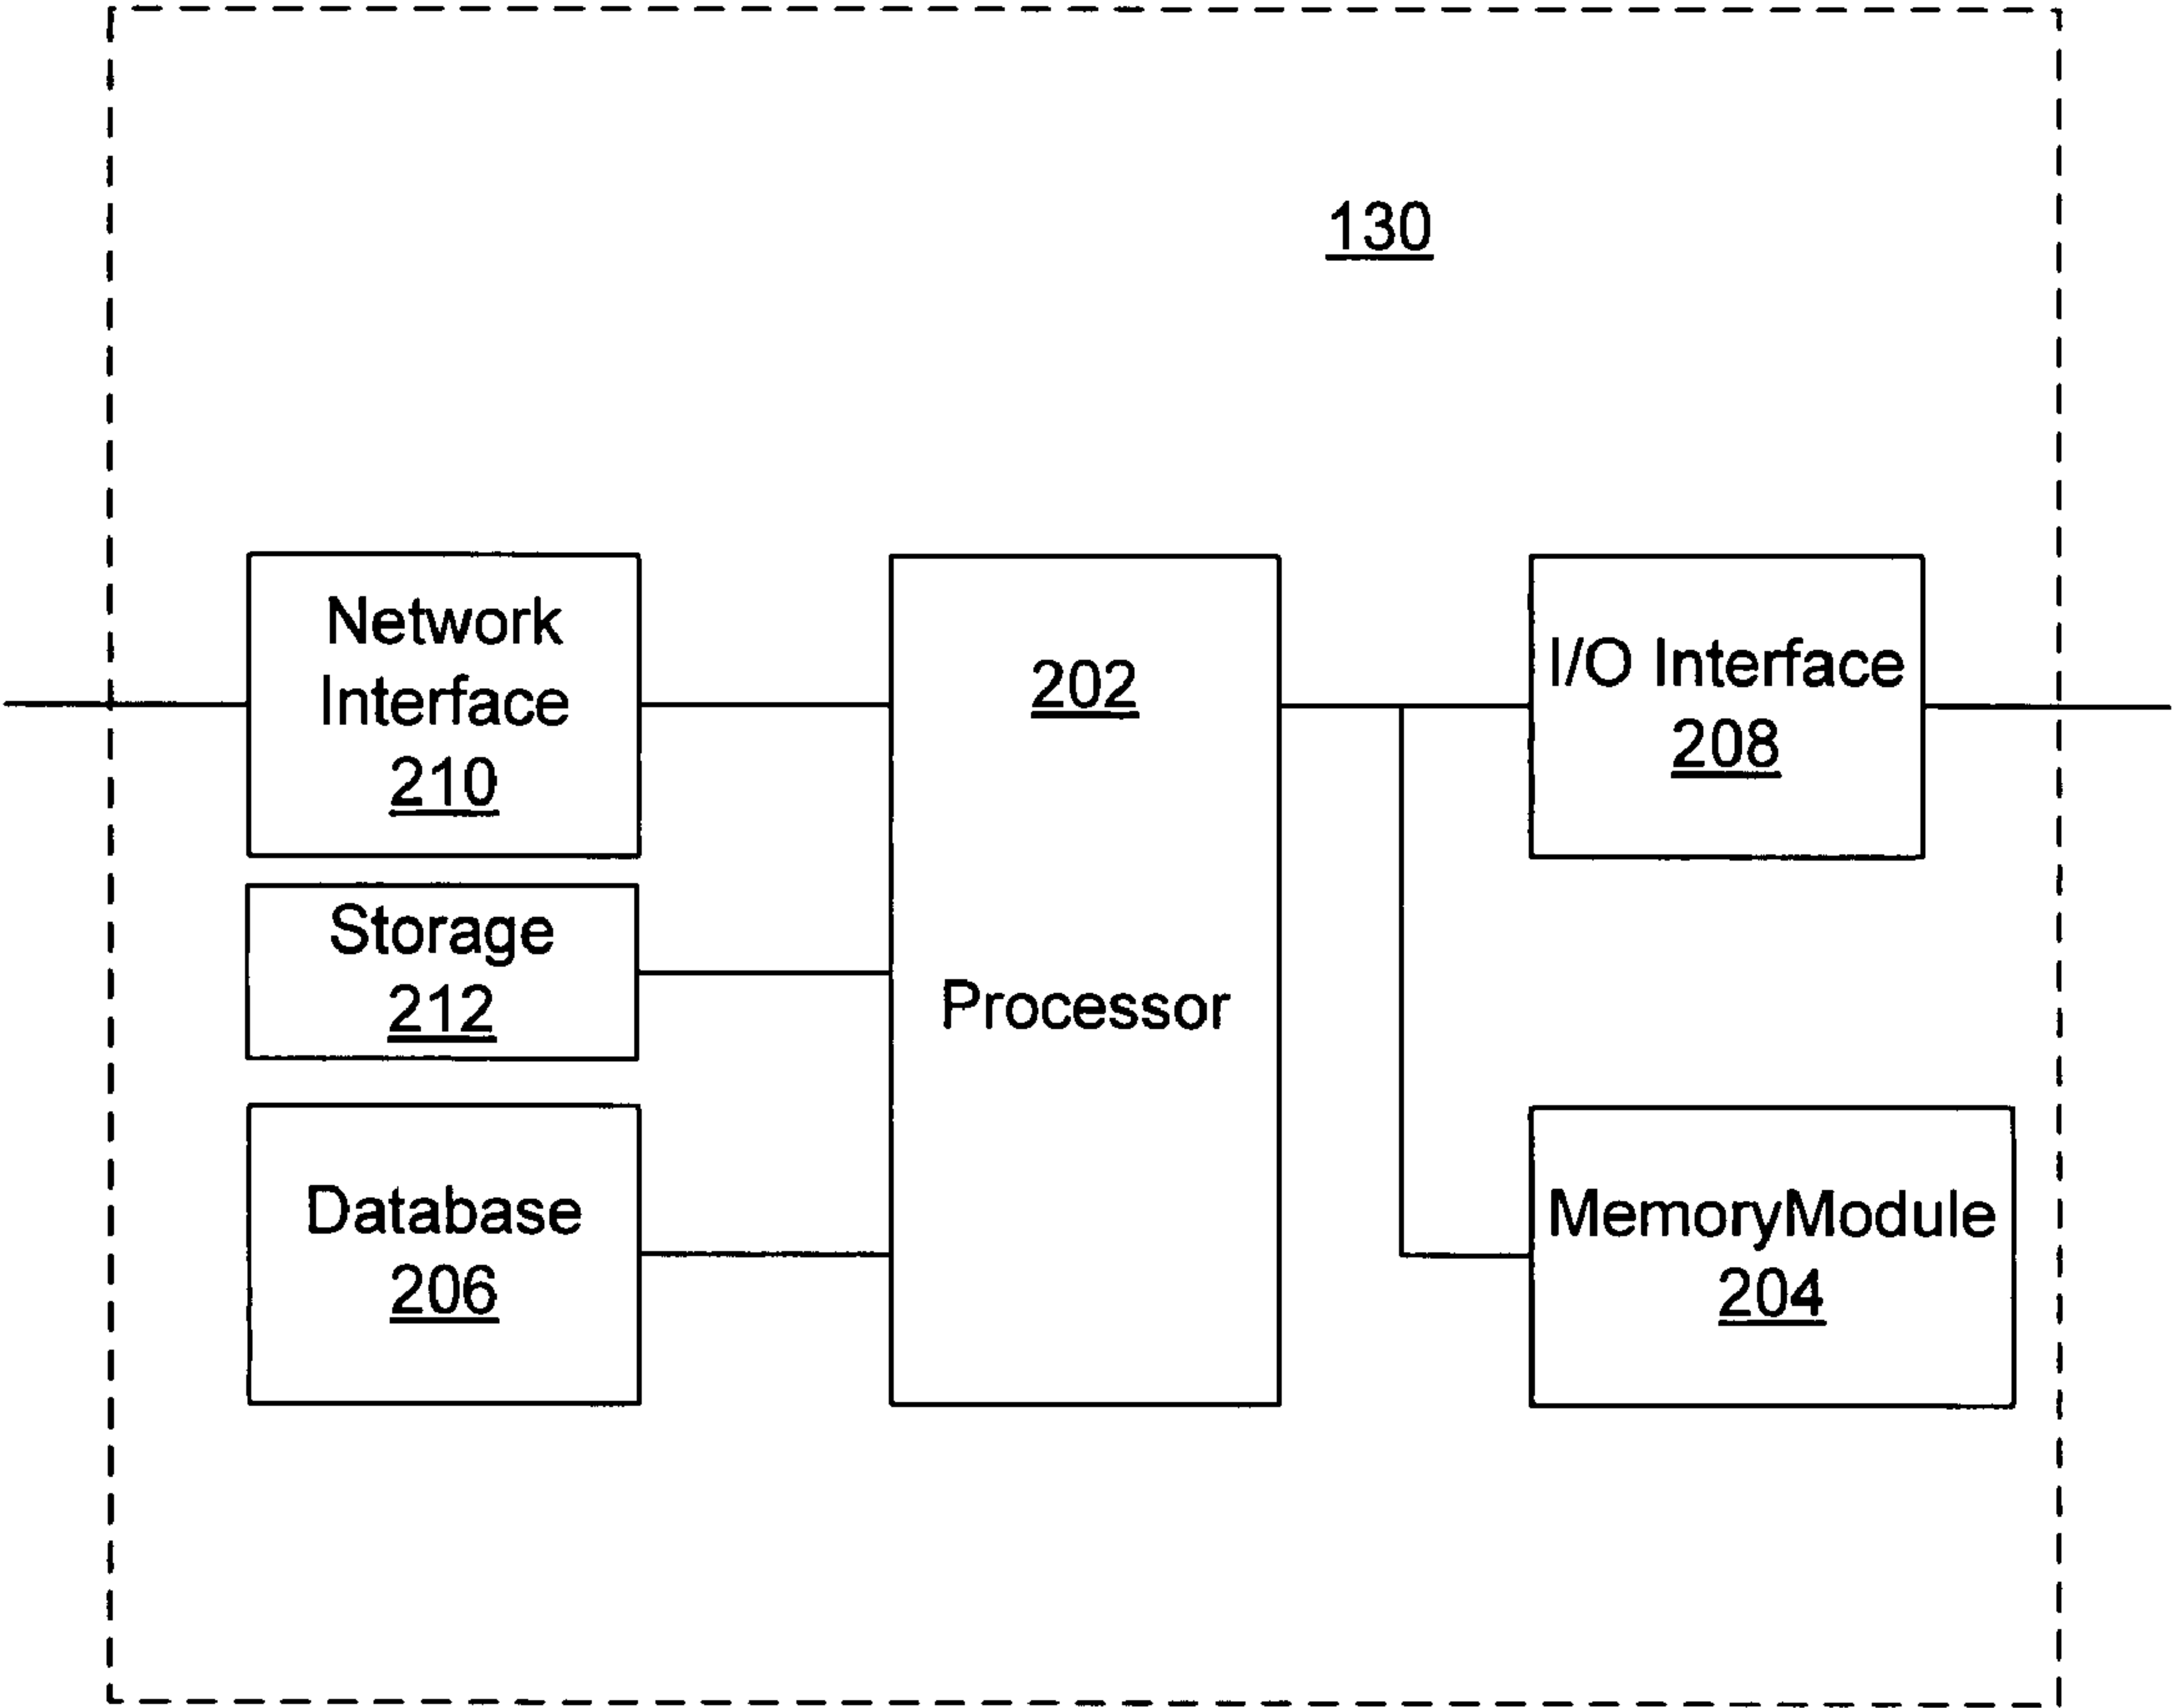 130
Network
Interface
210
Storage
212
Database
206
202
Processor
I/O Interface
208
MemoryModule
204